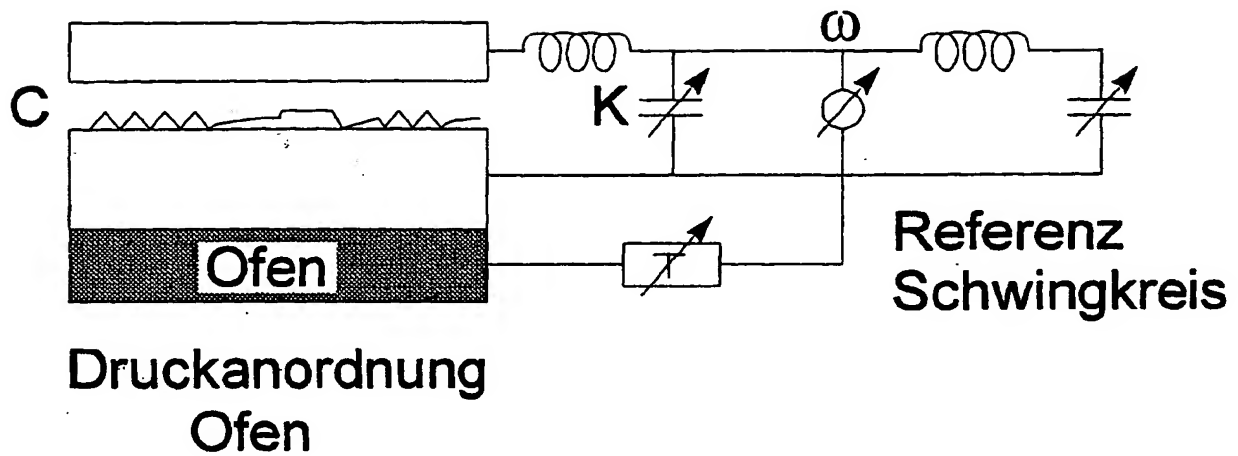 ω
C
K
T
Ofen
Referenz
Schwingkreis
Druckanordnung
Ofen